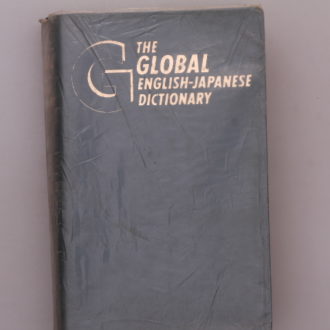 G THE
GLOBAL
ENGLISH-JAPANESE
DICTIONARY